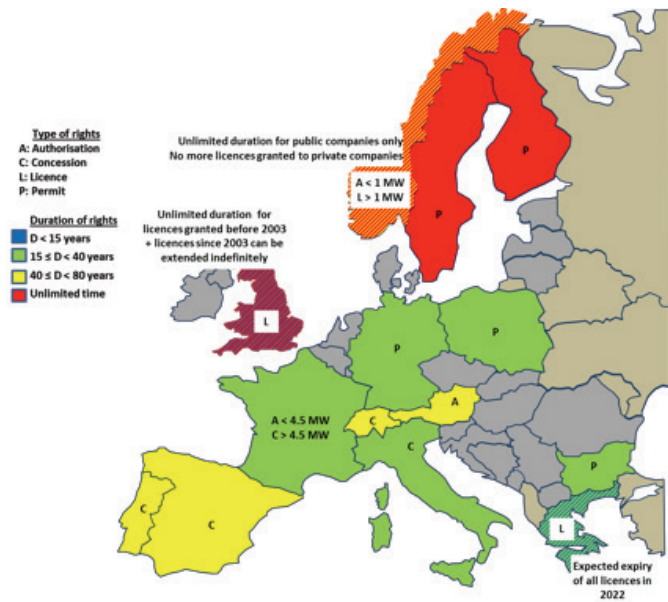 Type of rights
A: Authorisation
C: Concession
L: Licence
P: Permit
Duration of rights
D < 15 years
15 ≤ D < 40 years
40 ≤ D < 80 years
Unlimited time
Unlimited duration for public companies only
No more licences granted to private companies
A < 1 MW
L > 1 MW
Unlimited duration for
licences granted before 2003
+ licences since 2003 can be
extended indefinitely
P
P
L
P
P
A < 4.5 MW
C > 4.5 MW
C
A
C
P
C
C
L
Expected expiry
of all licences in
2022